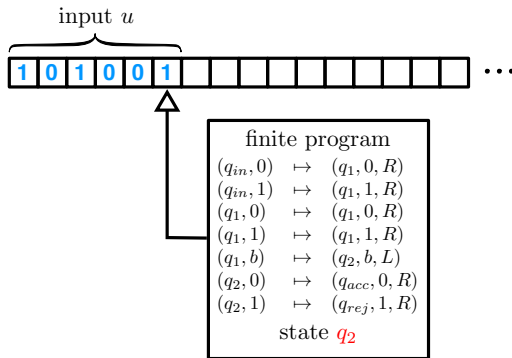 input u
1 0 1 0 0 1 ...
finite program
(q_in, 0) ↦ (q_1, 0, R)
(q_in, 1) ↦ (q_1, 1, R)
(q_1, 0) ↦ (q_1, 0, R)
(q_1, 1) ↦ (q_1, 1, R)
(q_1, b) ↦ (q_2, b, L)
(q_2, 0) ↦ (q_acc, 0, R)
(q_2, 1) ↦ (q_rej, 1, R)
state q_2